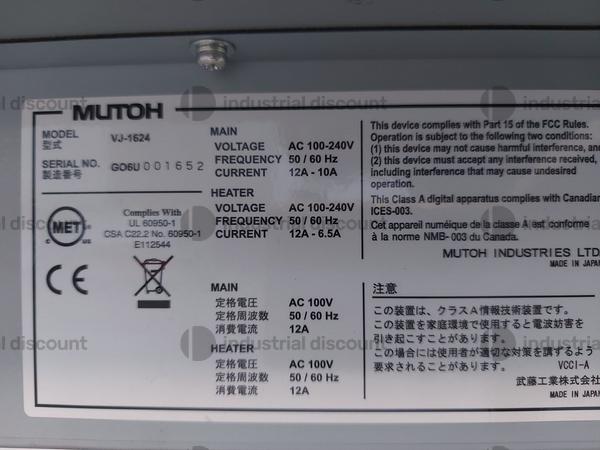 MUTOH
MODEL VJ-1624
型式
SERIAL NO. GO6U 001652
製造番号
MET
C US
Complies With
UL 60950-1
CSA C22.2 No. 60950-1
E112544
CE
MAIN
VOLTAGE AC 100-240V
FREQUENCY 50 / 60 Hz
CURRENT 12A - 10A
HEATER
VOLTAGE AC 100-240V
FREQUENCY 50 / 60 Hz
CURRENT 12A - 6.5A
MAIN
定格電圧 AC 100V
定格周波数 50 / 60 Hz
消費電流 12A
HEATER
定格電圧 AC 100V
定格周波数 50 / 60 Hz
消費電流 12A
This device complies with Part 15 of the FCC Rules.
Operation is subject to the following two conditions:
(1) this device may not cause harmful interference, and
(2) this device must accept any interference received,
including interference that may cause undesired
operation.
This Class A digital apparatus complies with Canadian
ICES-003.
Cet appareil numéique de la classe A est conforme
à la norme NMB-003 du Canada.
MUTOH INDUSTRIES LTD.
MADE IN JAPAN
注意
この装置は、クラスA情報技術装置です。
この装置を家庭環境で使用すると電波妨害を
引き起こすことがあります。
この場合には使用者が適切な対策を講ずるよう
要求されることがあります。 VCCI-A
武藤工業株式会社
MADE IN JAPAN
industrial discount
industrial discount
industrial discount
industrial discount